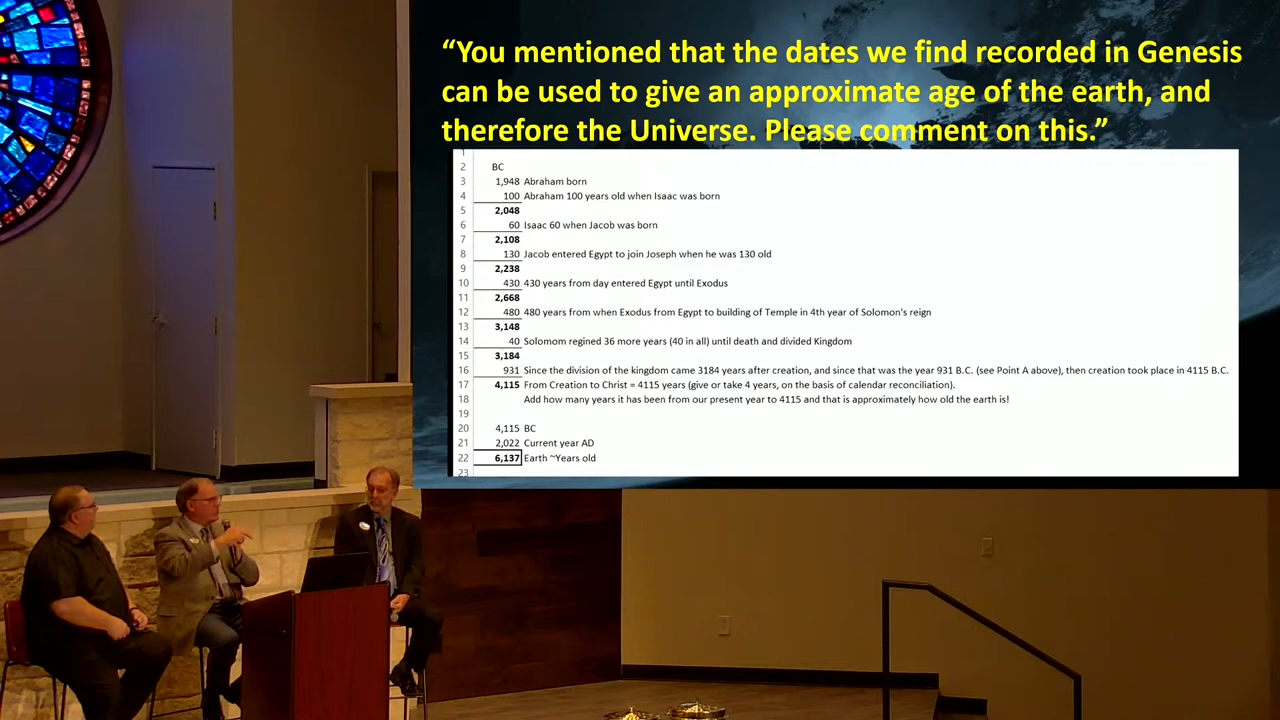 “You mentioned that the dates we find recorded in Genesis
can be used to give an approximate age of the earth, and
therefore the Universe. Please comment on this.”
1
2 BC
3 1,948 Abraham born
4 100 Abraham 100 years old when Isaac was born
5 2,048
6 60 Isaac 60 when Jacob was born
7 2,108
8 130 Jacob entered Egypt to join Joseph when he was 130 old
9 2,238
10 430 430 years from day entered Egypt until Exodus
11 2,668
12 480 480 years from when Exodus from Egypt to building of Temple in 4th year of Solomon's reign
13 3,148
14 40 Solomom regined 36 more years (40 in all) until death and divided Kingdom
15 3,184
16 931 Since the division of the kingdom came 3184 years after creation, and since that was the year 931 B.C. (see Point A above), then creation took place in 4115 B.C.
17 4,115 From Creation to Christ = 4115 years (give or take 4 years, on the basis of calendar reconciliation).
18 Add how many years it has been from our present year to 4115 and that is approximately how old the earth is!
19
20 4,115 BC
21 2,022 Current year AD
22 6,137 Earth ~Years old
23